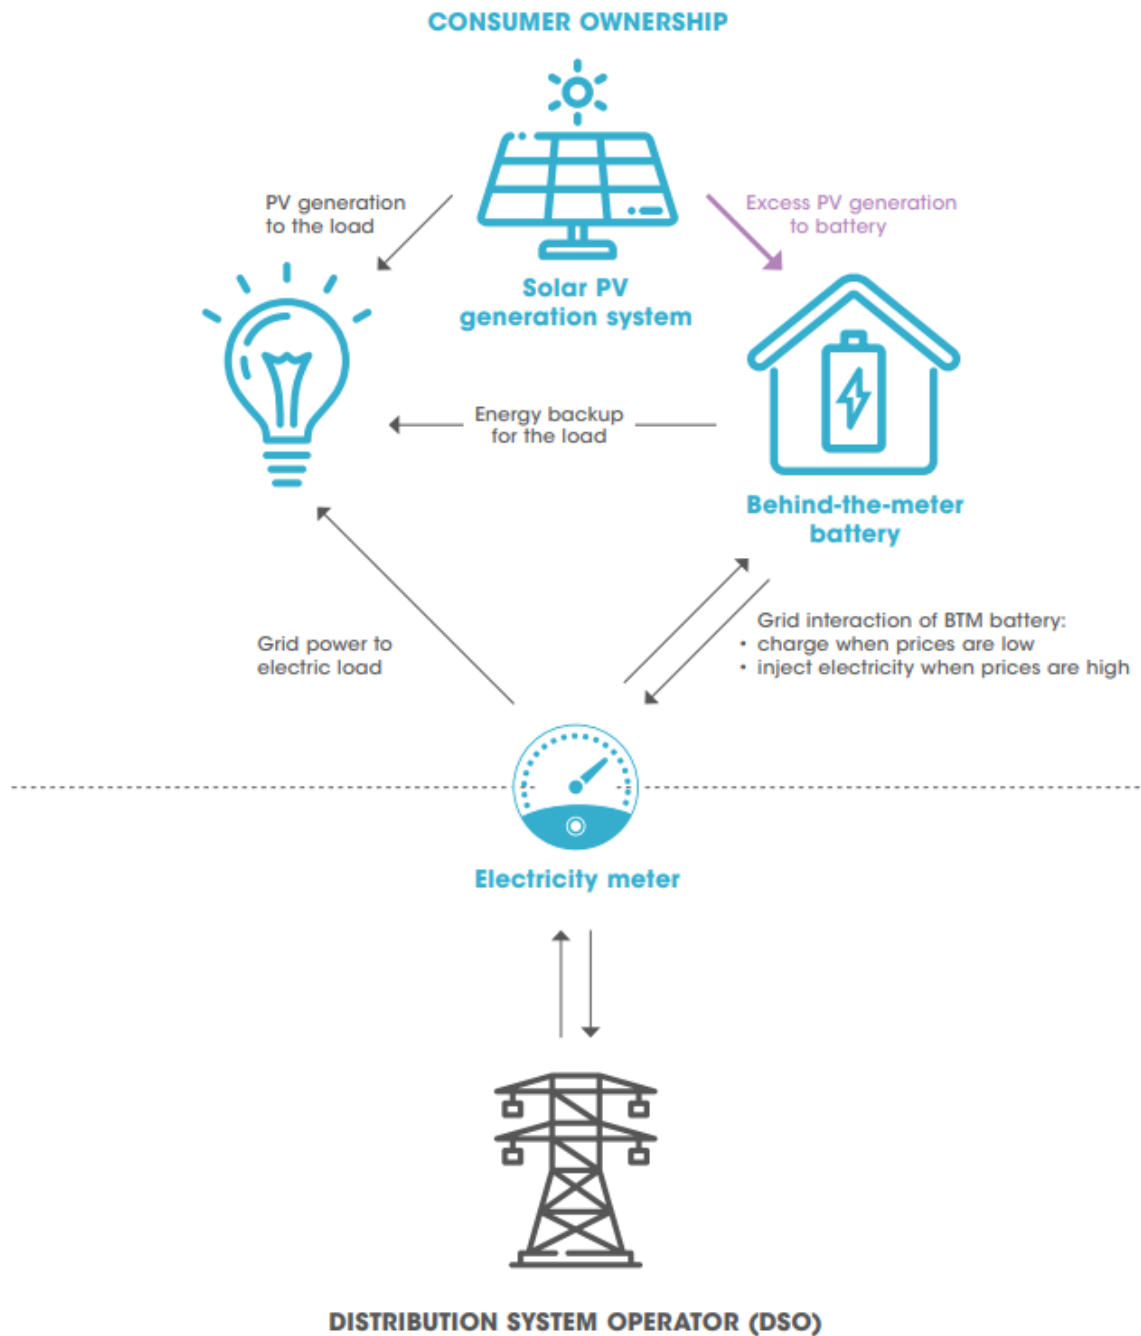 CONSUMER OWNERSHIP
PV generation
to the load
Excess PV generation
to battery
Solar PV
generation system
Energy backup
for the load
Behind-the-meter
battery
Grid power to
electric load
Grid interaction of BTM battery:
• charge when prices are low
• inject electricity when prices are high
Electricity meter
DISTRIBUTION SYSTEM OPERATOR (DSO)